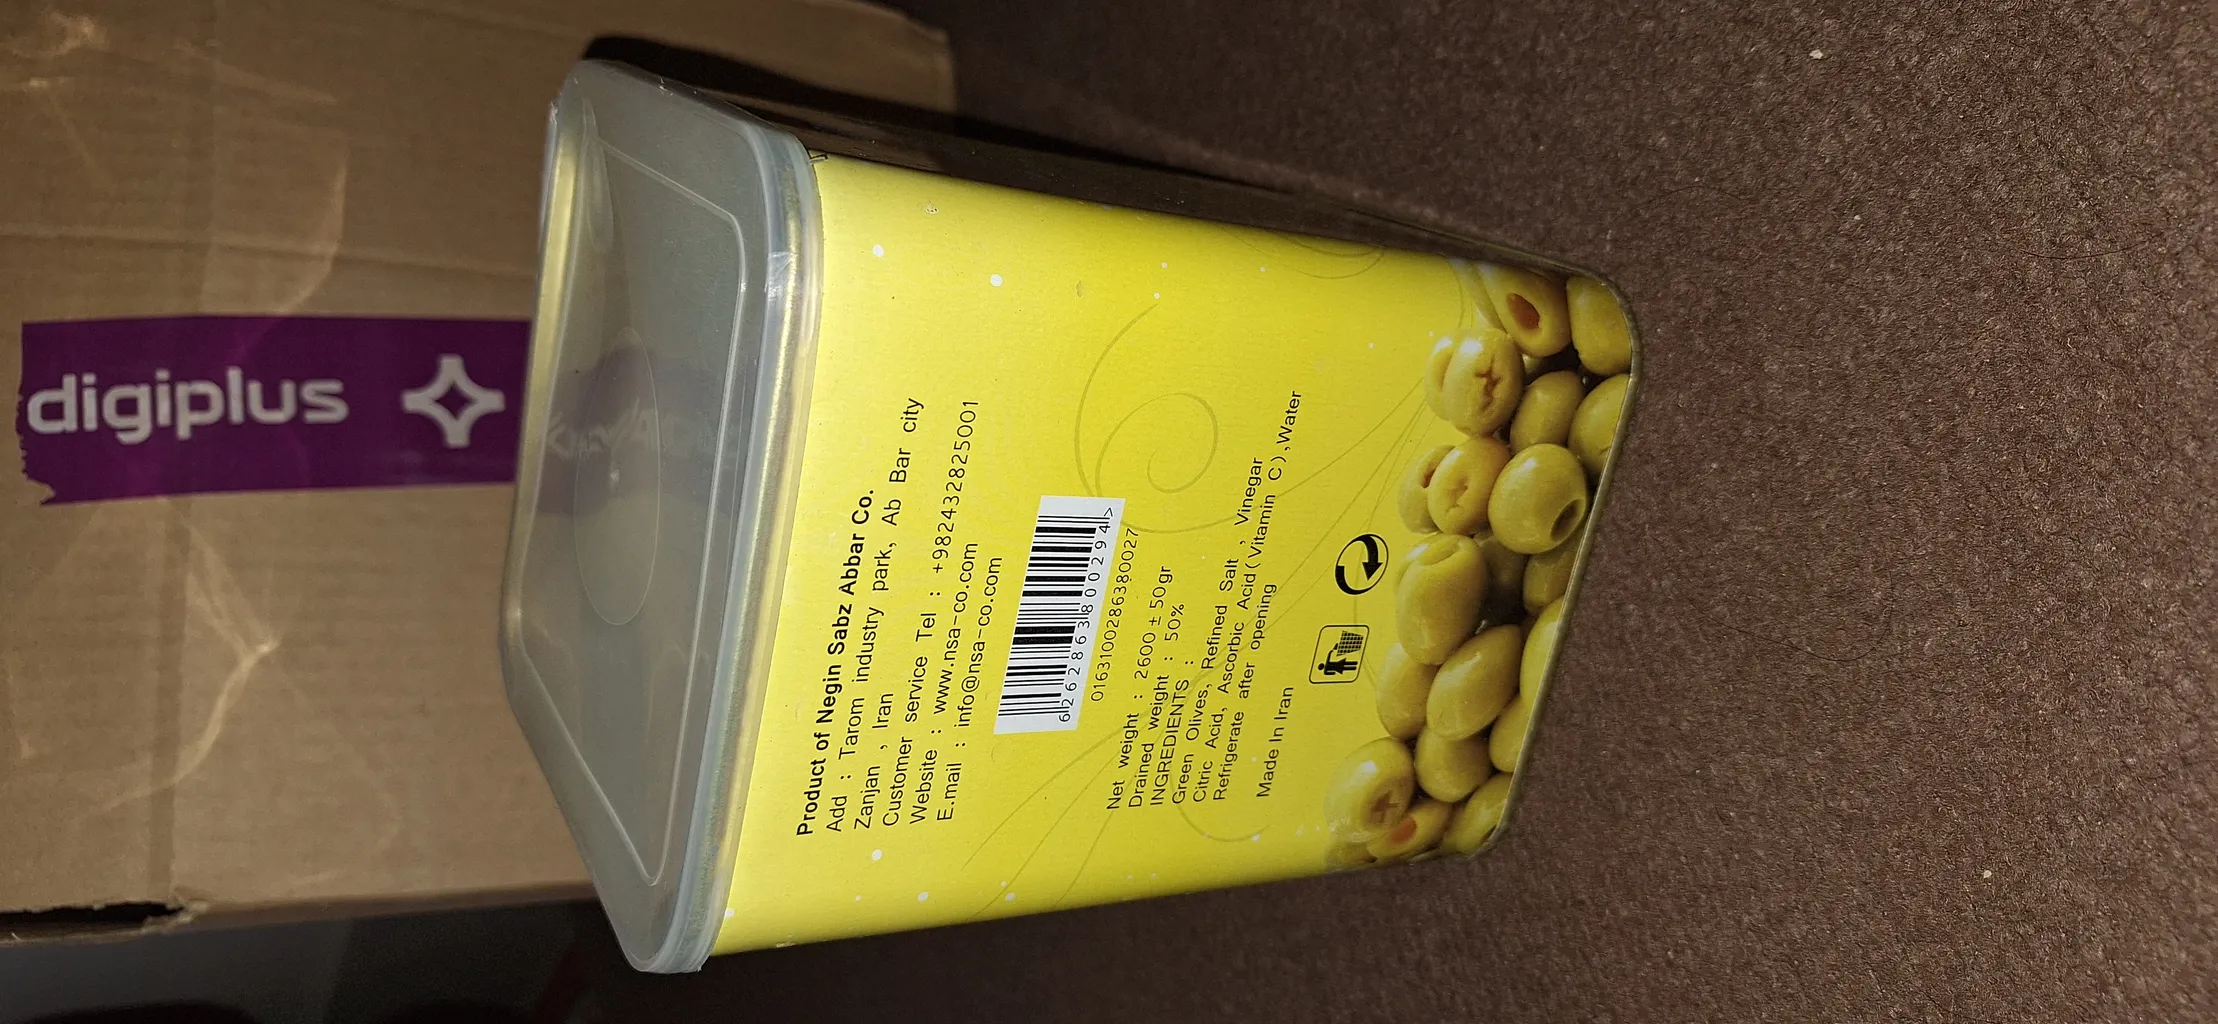 digiplus
Product of Negin Sabz Abbar Co.
Add : Tarom industry park, Ab Bar city
Zanjan , Iran
Customer service Tel : +982432825001
Website : www.nsa-co.com
E.mail : info@nsa-co.com
6262863800294>
0163100286380027
Net weight : 2600 ± 50gr
Drained weight : 50%
INGREDIENTS :
Green Olives, Refined Salt , Vinegar
Citric Acid, Ascorbic Acid(Vitamin C),Water
Refrigerate after opening
Made In Iran